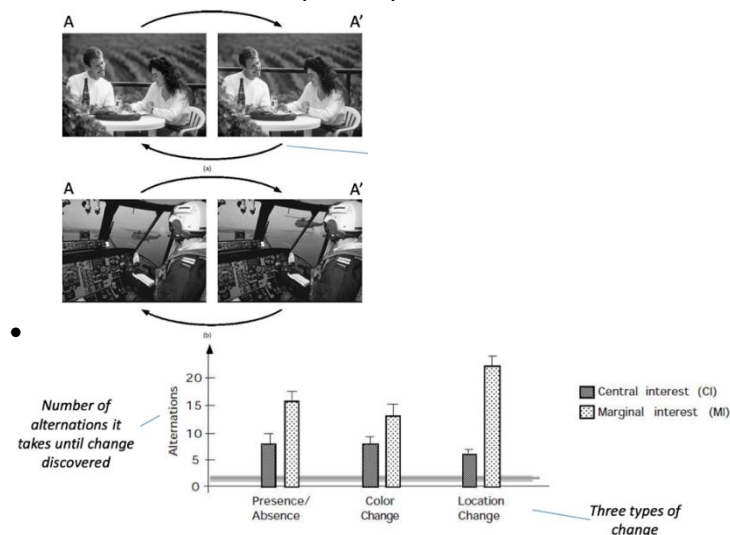 A
A'
(a)
A
A'
(b)
Number of
alternations it
takes until change
discovered
Alternations
20
15
10
5
0
Presence/
Absence
Color
Change
Location
Change
Central interest (CI)
Marginal interest (MI)
Three types of
change